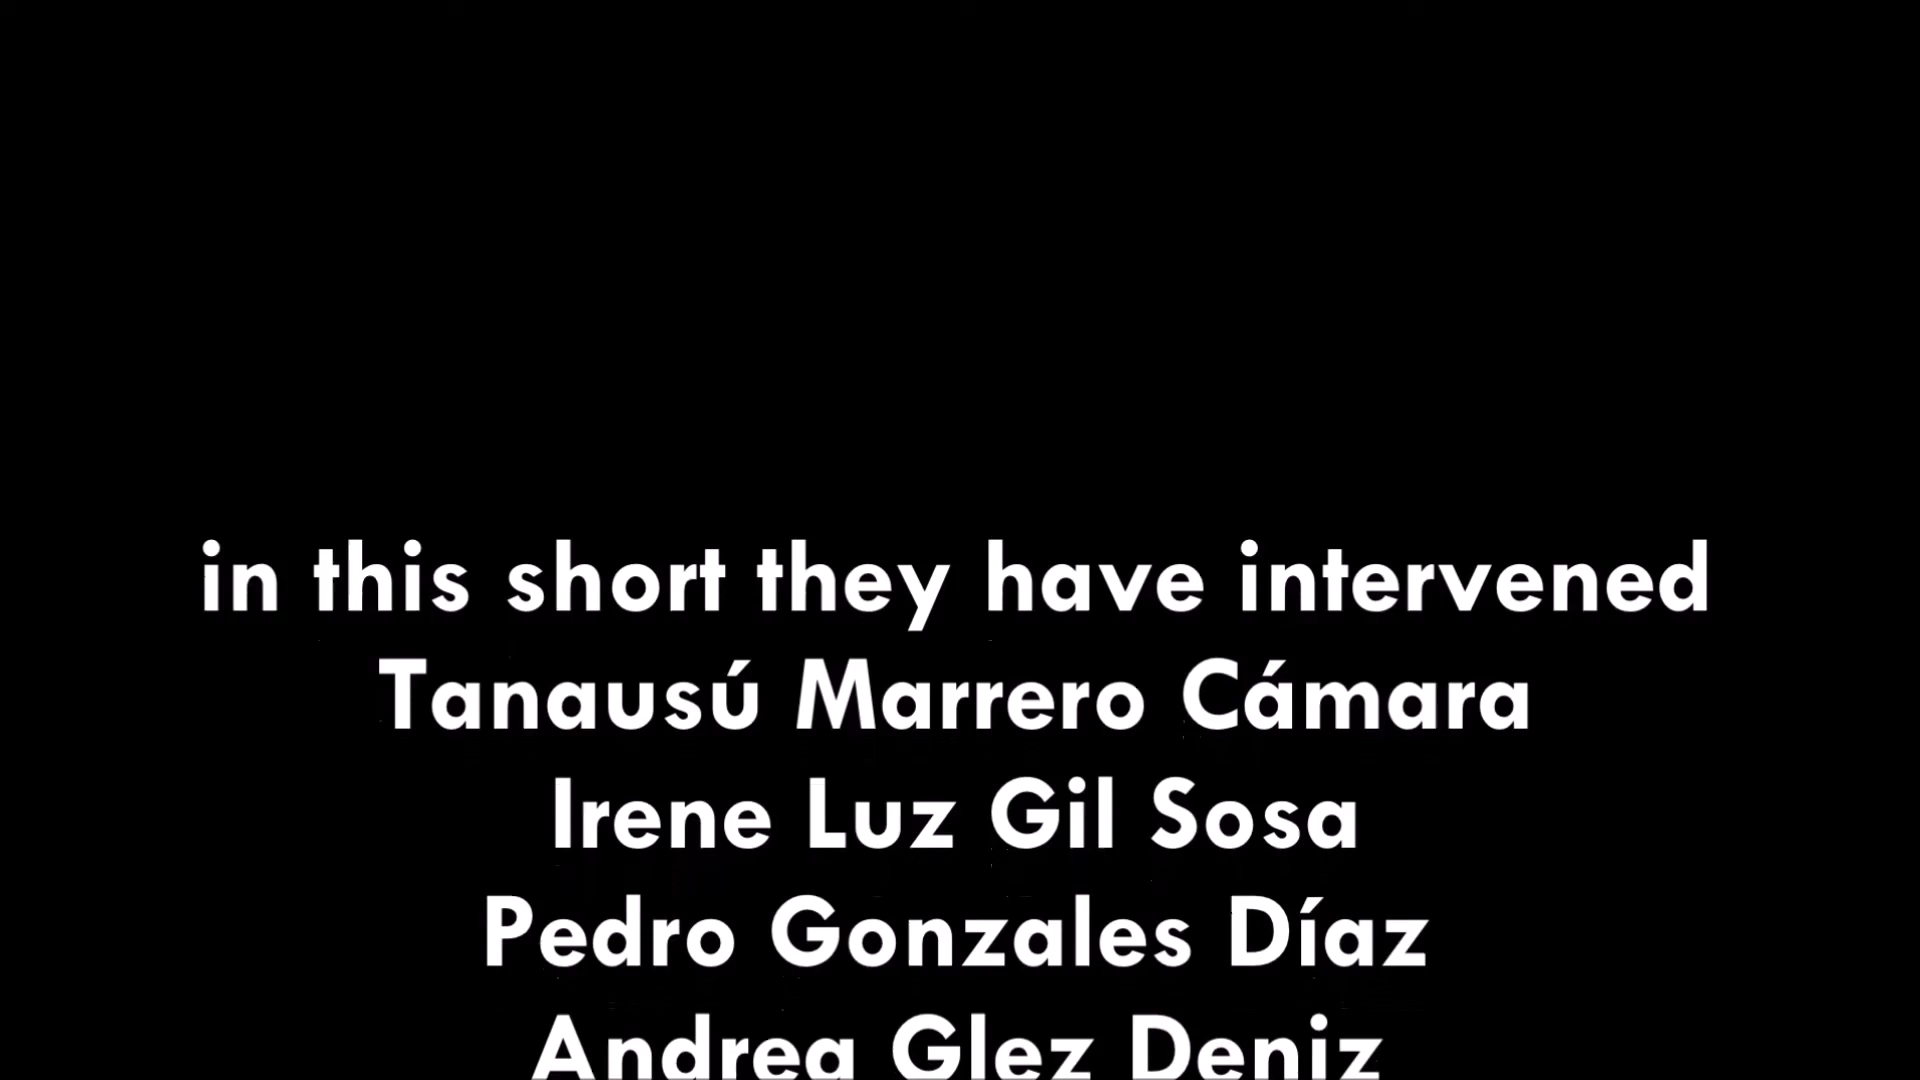 in this short they have intervened
Tanausú Marrero Cámara
Irene Luz Gil Sosa
Pedro Gonzales Díaz
Andrea Glez Deniz